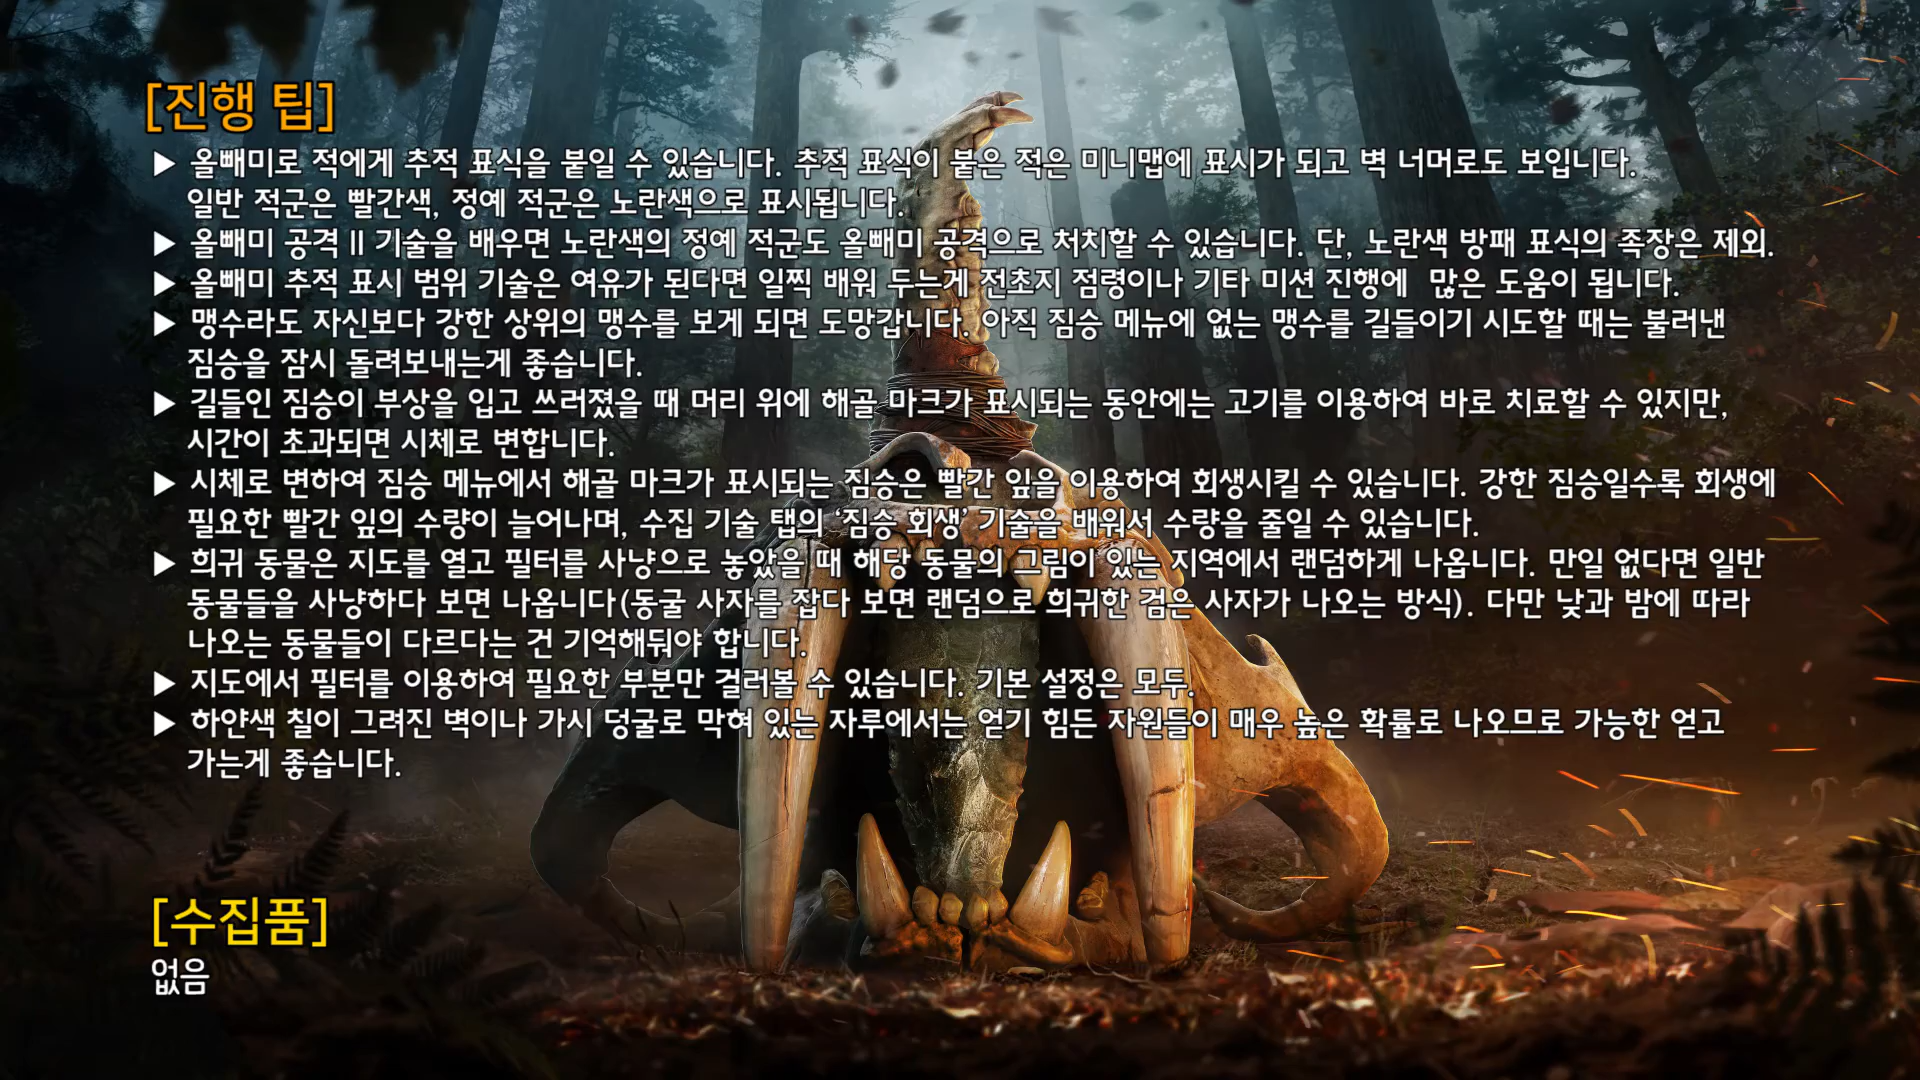 [진행 팁]
▶ 올빼미로 적에게 추적 표식을 붙일 수 있습니다. 추적 표식이 붙은 적은 미니맵에 표시가 되고 벽 너머로도 보입니다.
일반 적군은 빨간색, 정예 적군은 노란색으로 표시됩니다.
▶ 올빼미 공격 II 기술을 배우면 노란색의 정예 적군도 올빼미 공격으로 처치할 수 있습니다. 단, 노란색 방패 표식의 족장은 제외.
▶ 올빼미 추적 표시 범위 기술은 여유가 된다면 일찍 배워 두는게 전초지 점령이나 기타 미션 진행에  많은 도움이 됩니다.
▶ 맹수라도 자신보다 강한 상위의 맹수를 보게 되면 도망갑니다. 아직 짐승 메뉴에 없는 맹수를 길들이기 시도할 때는 불러낸
짐승을 잠시 돌려보내는게 좋습니다.
▶ 길들인 짐승이 부상을 입고 쓰러졌을 때 머리 위에 해골 마크가 표시되는 동안에는 고기를 이용하여 바로 치료할 수 있지만,
시간이 초과되면 시체로 변합니다.
▶ 시체로 변하여 짐승 메뉴에서 해골 마크가 표시되는 짐승은 빨간 잎을 이용하여 회생시킬 수 있습니다. 강한 짐승일수록 회생에
필요한 빨간 잎의 수량이 늘어나며, 수집 기술 탭의 ‘짐승 회생’ 기술을 배워서 수량을 줄일 수 있습니다.
▶ 희귀 동물은 지도를 열고 필터를 사냥으로 놓았을 때 해당 동물의 그림이 있는 지역에서 랜덤하게 나옵니다. 만일 없다면 일반
동물들을 사냥하다 보면 나옵니다(동굴 사자를 잡다 보면 랜덤으로 희귀한 검은 사자가 나오는 방식). 다만 낮과 밤에 따라
나오는 동물들이 다르다는 건 기억해둬야 합니다.
▶ 지도에서 필터를 이용하여 필요한 부분만 걸러볼 수 있습니다. 기본 설정은 모두.
▶ 하얀색 칠이 그려진 벽이나 가시 덩굴로 막혀 있는 자루에서는 얻기 힘든 자원들이 매우 높은 확률로 나오므로 가능한 얻고
가는게 좋습니다.
[수집품]
없음